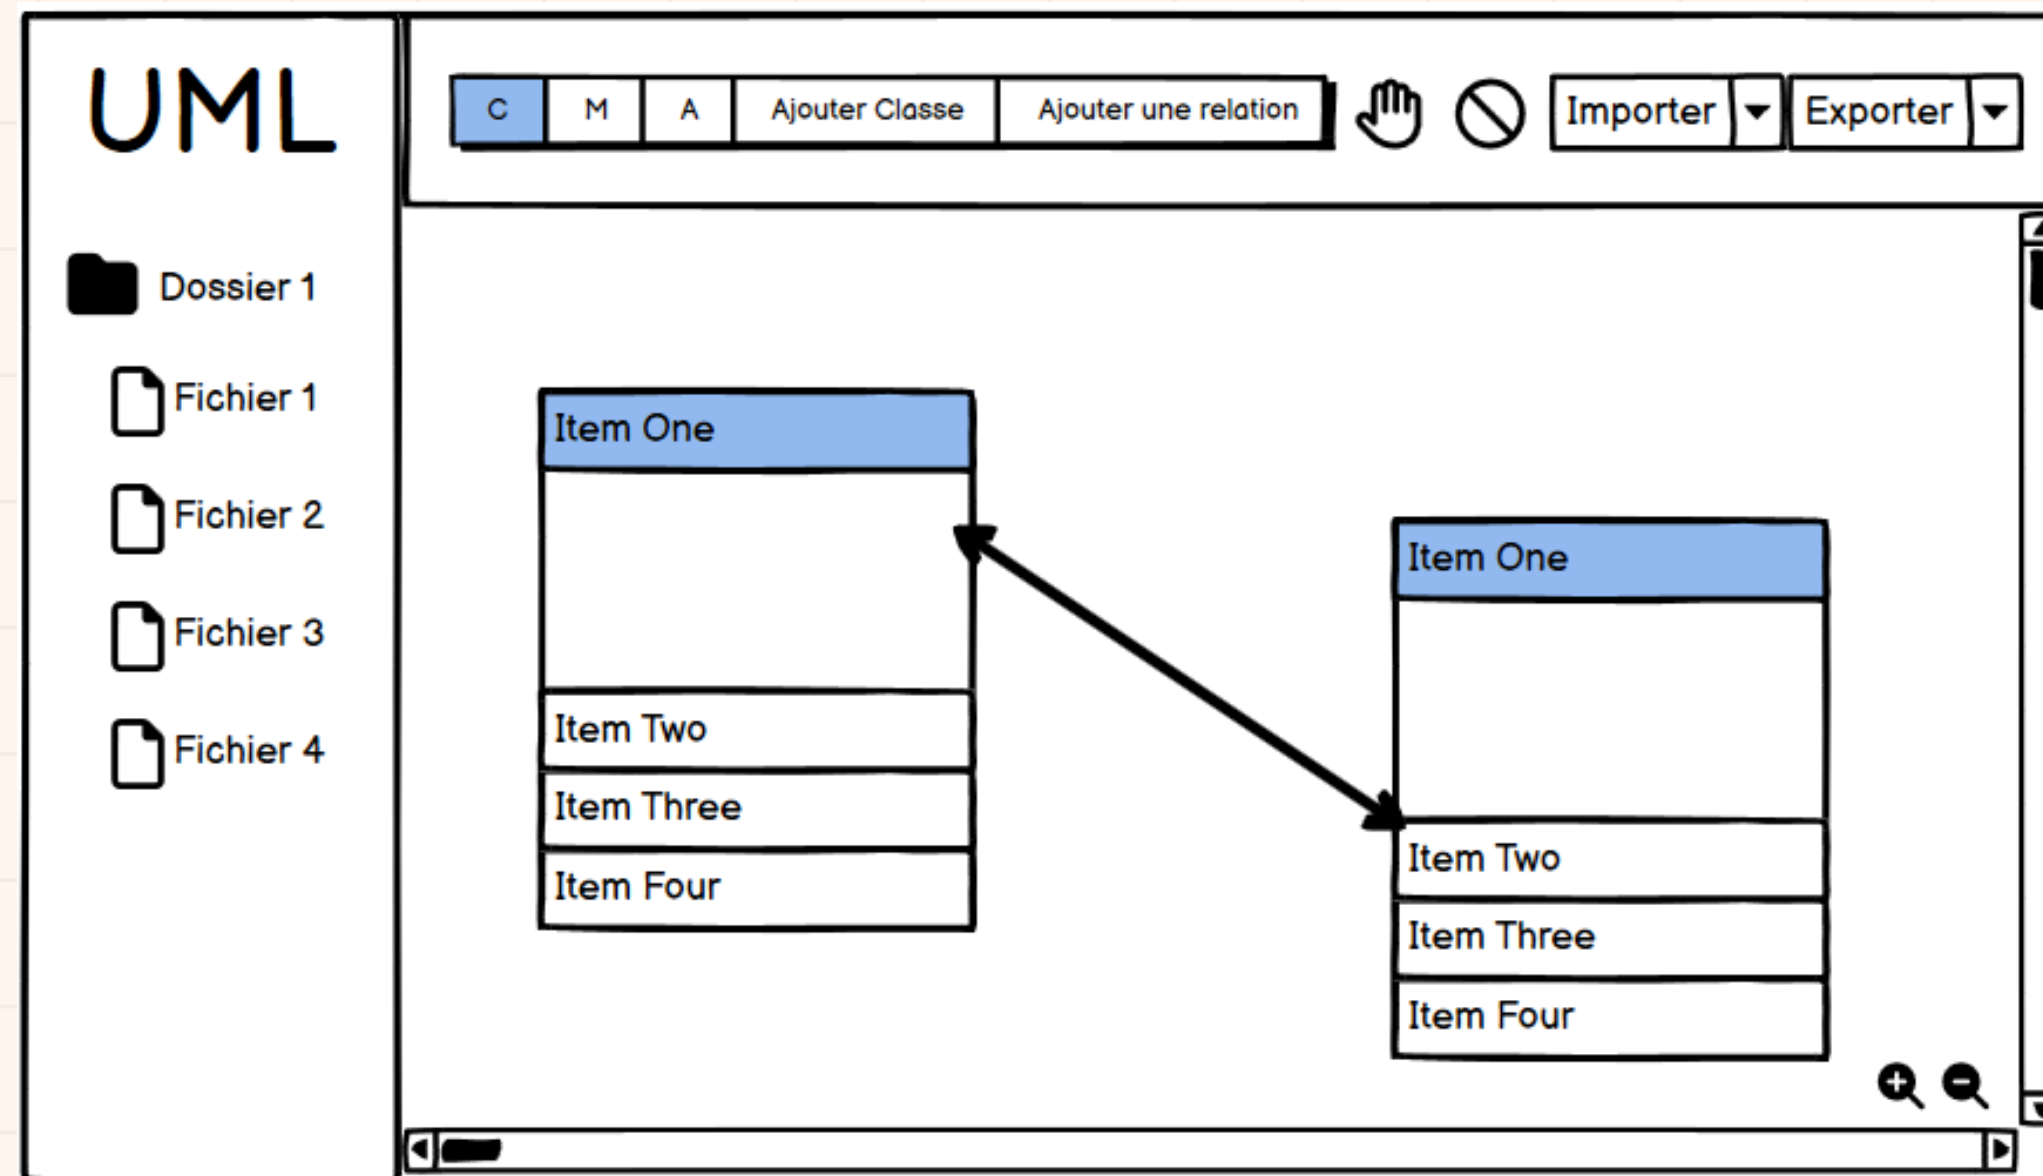 UML
Dossier 1
Fichier 1
Fichier 2
Fichier 3
Fichier 4
C M A Ajouter Classe Ajouter une relation Importer Exporter
Item One
Item Two
Item Three
Item Four
Item One
Item Two
Item Three
Item Four